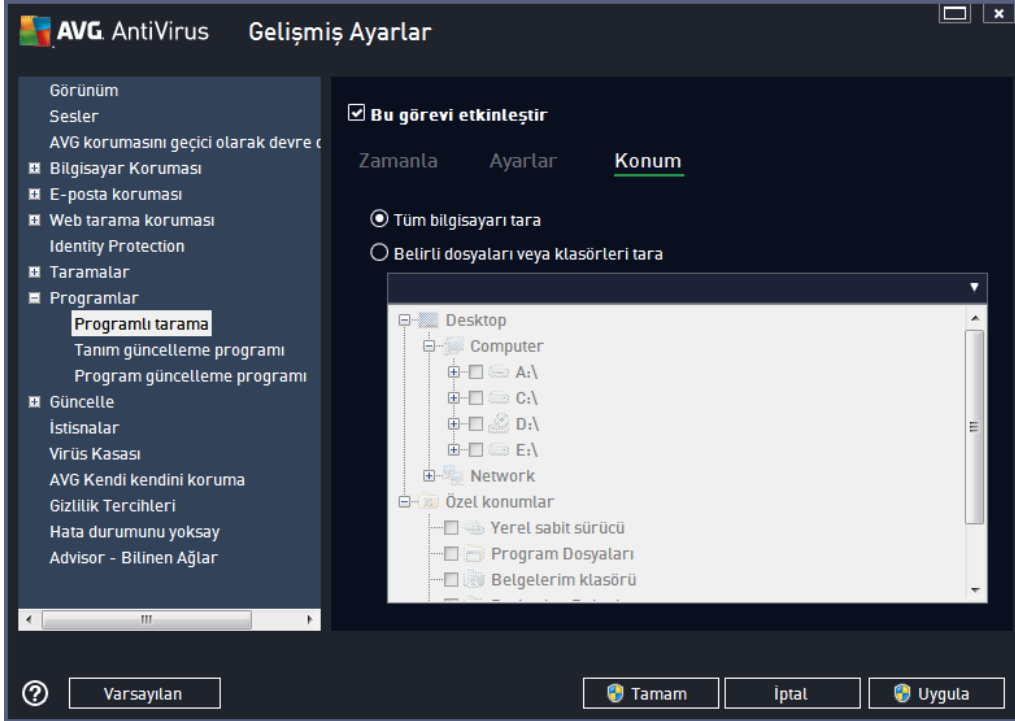 AVG AntiVirus Gelişmiş Ayarlar
Görünüm
Sesler
AVG korumasını geçici olarak devre
Bilgisayar Koruması
E-posta koruması
Web tarama koruması
Identity Protection
Taramalar
Programlar
Programlı tarama
Tanım güncelleme programı
Program güncelleme programı
Güncelle
İstisnalar
Virüs Kasası
AVG Kendi kendini koruma
Gizlilik Tercihleri
Hata durumunu yoksay
Advisor - Bilinen Ağlar
Bu görevi etkinleştir
Zamanla Ayarlar Konum
Tüm bilgisayarı tara
Belirli dosyaları veya klasörleri tara
Desktop
Computer
A:\
C:\
D:\
E:\
Network
Özel konumlar
Yerel sabit sürücü
Program Dosyaları
Belgelerim klasörü
Varsayılan Tamam İptal Uygula